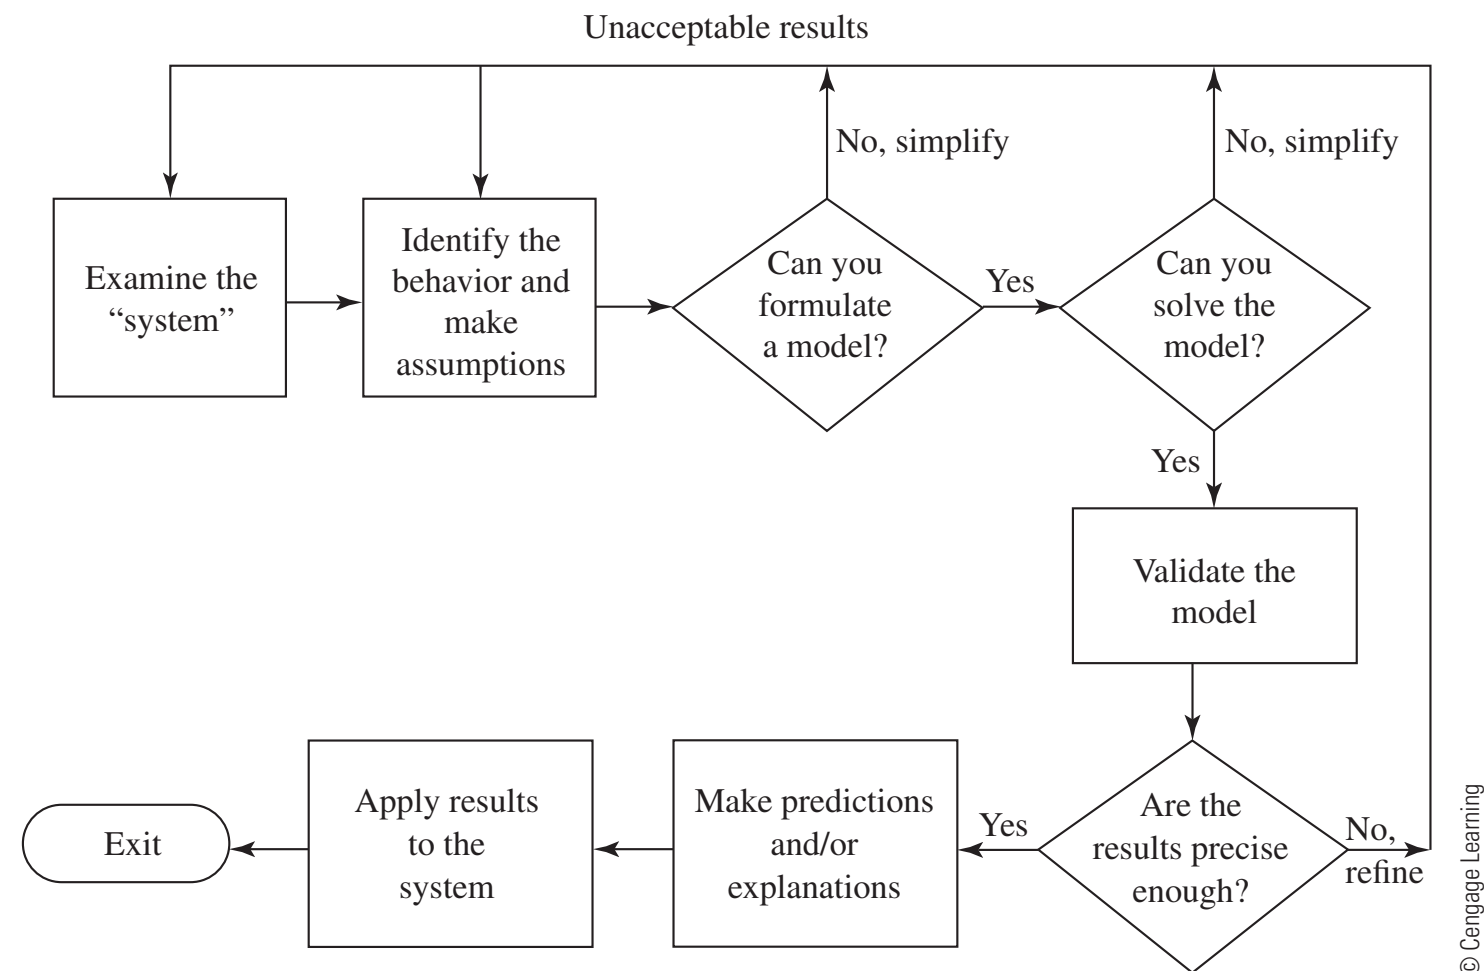 Unacceptable results
No, simplify
No, simplify
Examine the
“system”
Identify the
behavior and
make
assumptions
Can you
formulate
a model?
Yes
Can you
solve the
model?
Yes
Validate the
model
Are the
results precise
enough?
No,
refine
Yes
Make predictions
and/or
explanations
Apply results
to the
system
Exit
© Cengage Learning